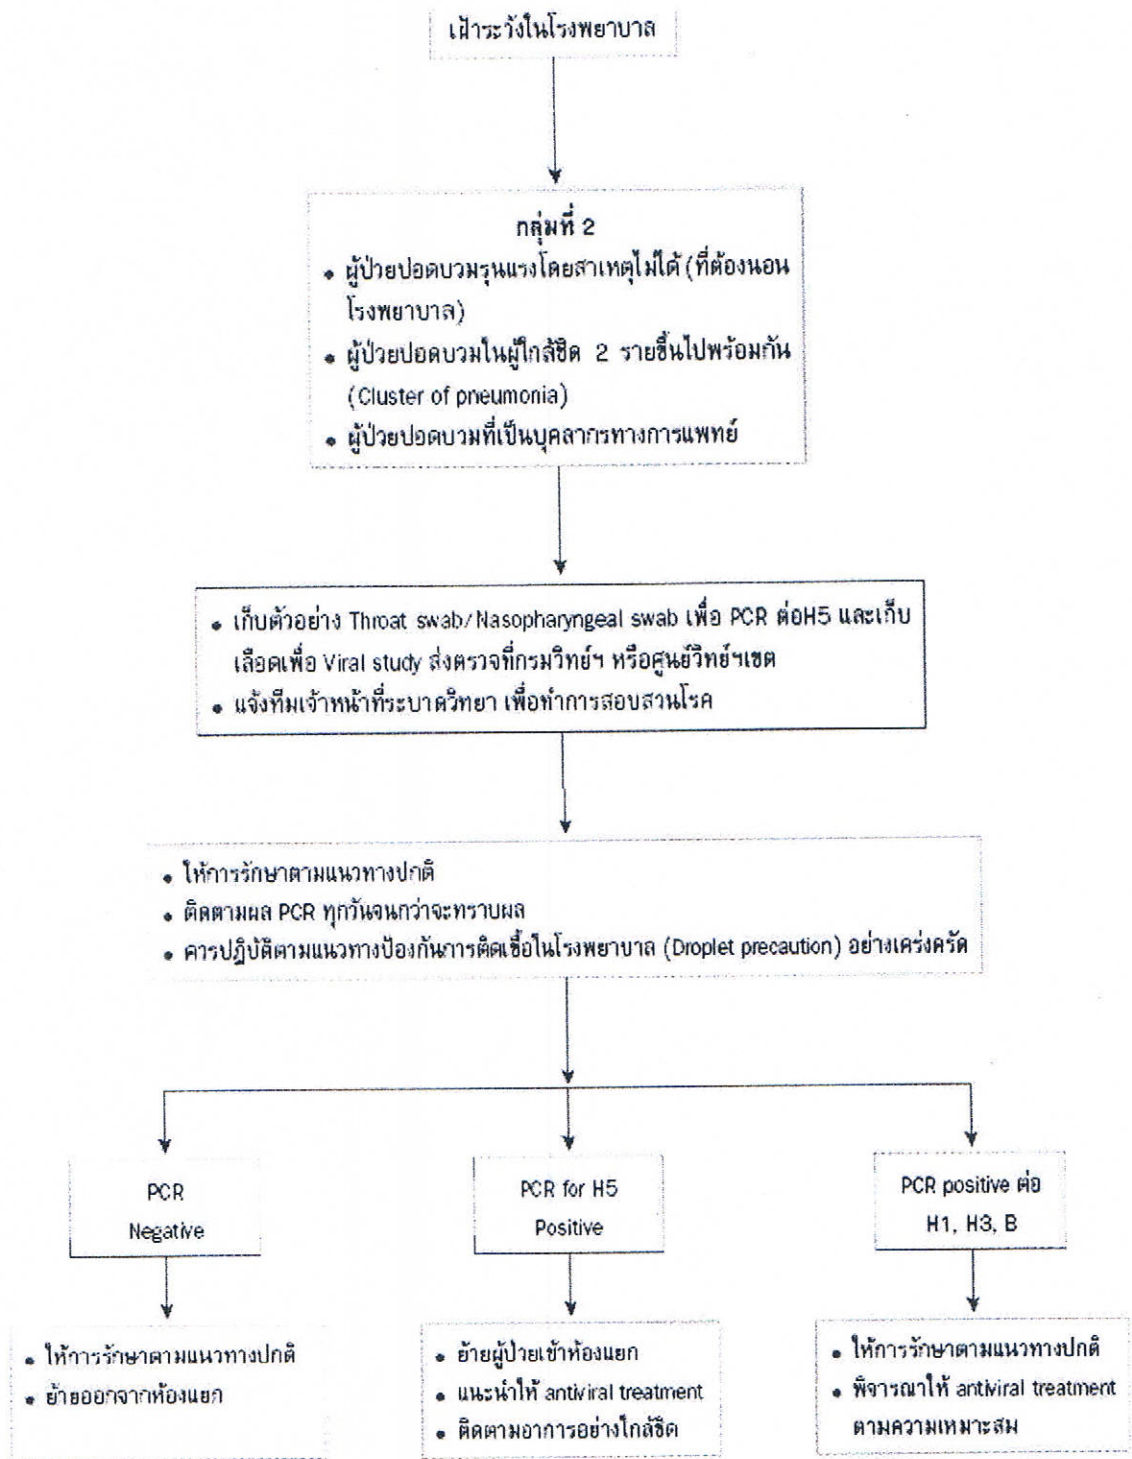 เฝ้าระวังในโรงพยาบาล
กลุ่มที่ 2
• ผู้ป่วยปอดบวมรุนแรงโดยสาเหตุไม่ได้ (ที่ต้องนอน
โรงพยาบาล)
• ผู้ป่วยปอดบวมในผู้ใกล้ชิด 2 รายขึ้นไปพร้อมกัน
(Cluster of pneumonia)
• ผู้ป่วยปอดบวมที่เป็นบุคลากรทางการแพทย์
• เก็บตัวอย่าง Throat swab/Nasopharyngeal swab เพื่อ PCR ต่อH5 และเก็บ
เลือดเพื่อ Viral study ส่งตรวจที่กรมวิทย์ฯ หรือศูนย์วิทย์ฯเขต
• แจ้งทีมเจ้าหน้าที่ระบาดวิทยา เพื่อทำการสอบสวนโรค
• ให้การรักษาตามแนวทางปกติ
• ติดตามผล PCR ทุกวันจนกว่าจะทราบผล
• ควรปฏิบัติตามแนวทางป้องกันการติดเชื้อในโรงพยาบาล (Droplet precaution) อย่างเคร่งครัด
PCR
Negative
PCR for H5
Positive
PCR positive ต่อ
H1, H3, B
• ให้การรักษาตามแนวทางปกติ
• ย้ายออกจากห้องแยก
• ย้ายผู้ป่วยเข้าห้องแยก
• แนะนำให้ antiviral treatment
• ติดตามอาการอย่างใกล้ชิด
• ให้การรักษาตามแนวทางปกติ
• พิจารณาให้ antiviral treatment
ตามความเหมาะสม